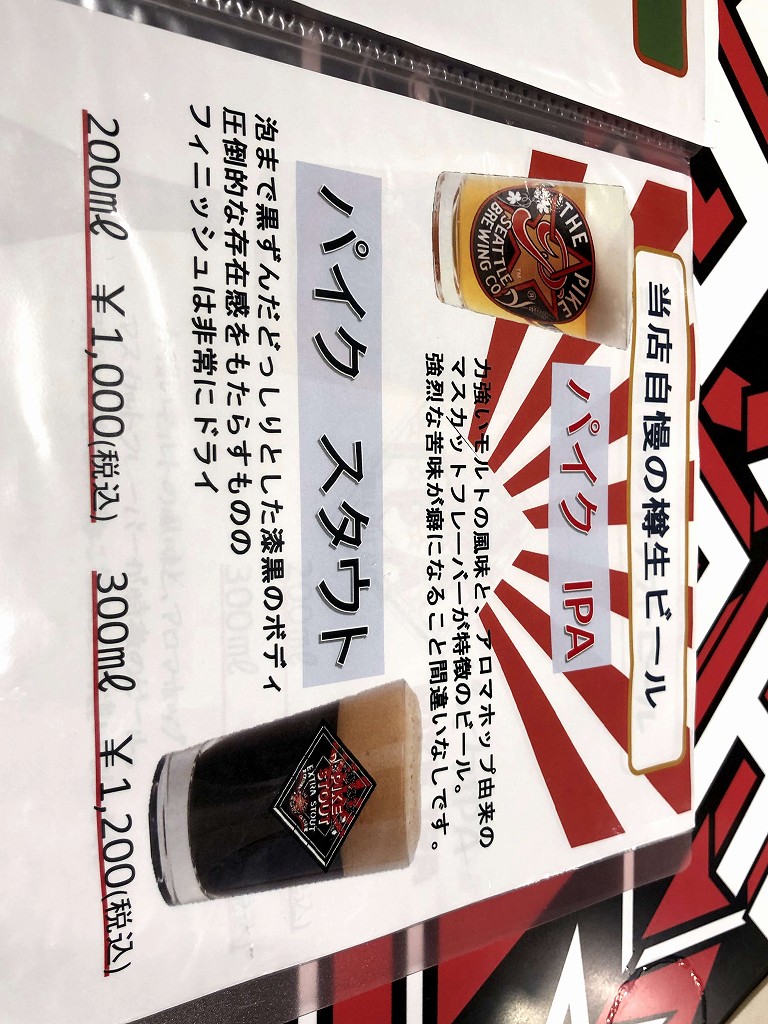 当店自慢の樽生ビール
パイク IPA
THE PIKE
SEATTLE
BREWING CO.
力強いモルトの風味と、アロマホップ由来の
マスカットフレーバーが特徴のビール。
強烈な苦味が癖になること間違いなしです。
パイク スタウト
泡まで黒ずんだどっしりとした漆黒のボディ
圧倒的な存在感をもたらすものの
フィニッシュは非常にドライ
PIKE
STOUT
EXTRA STOUT
200ml ¥1,000(税込) 300ml ¥1,200(税込)